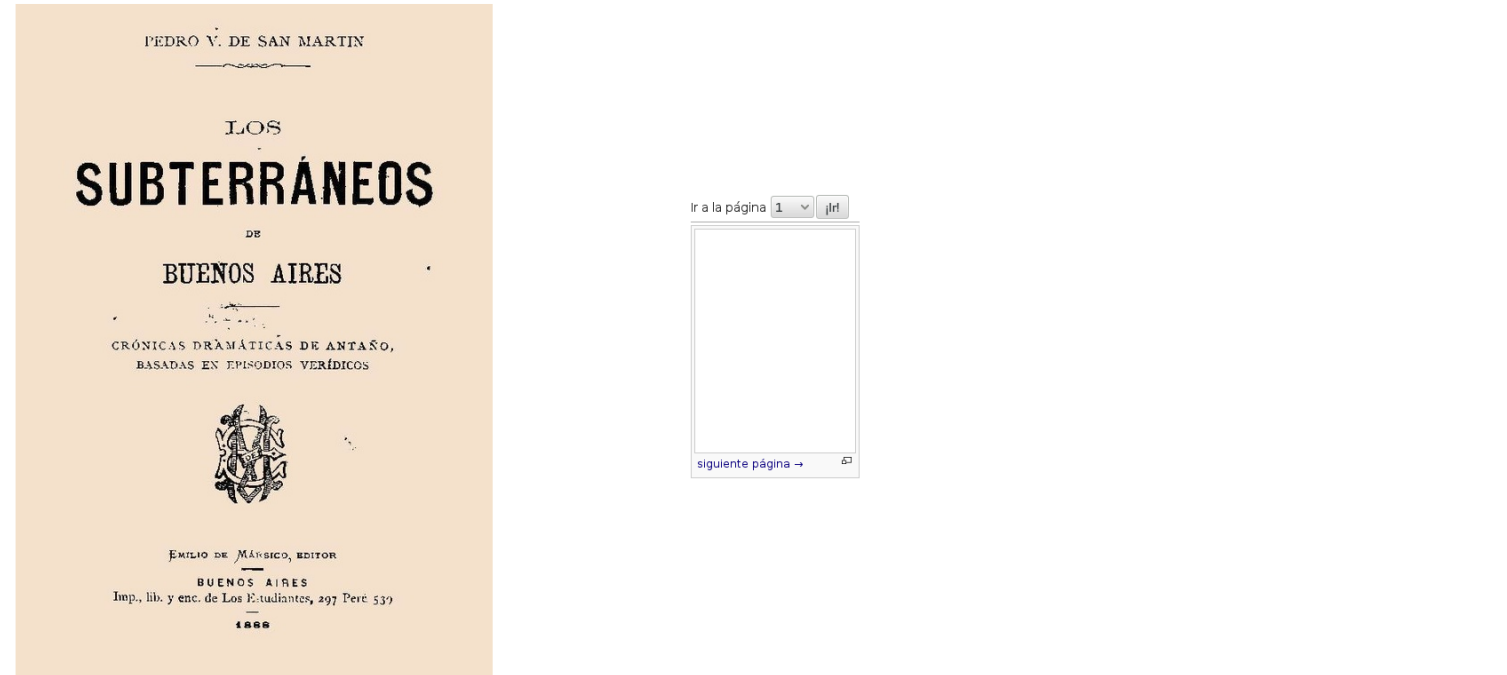 PEDRO V. DE SAN MARTIN
LOS
SUBTERRÁNEOS
DE
BUENOS AIRES
CRÓNICAS DRAMÁTICAS DE ANTAÑO,
BASADAS EN EPISODIOS VERÍDICOS
EMILIO DE MÁRSICO, EDITOR
BUENOS AIRES
Imp., lib. y enc. de Los Estudiantes, 297 Perú 539
1888
Ir a la página 1 ¡Ir!
siguiente página →